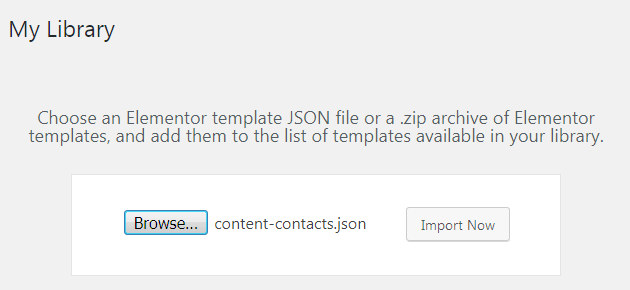 My Library
Choose an Elementor template JSON file or a .zip archive of Elementor
templates, and add them to the list of templates available in your library.
Browse... content-contacts.json Import Now